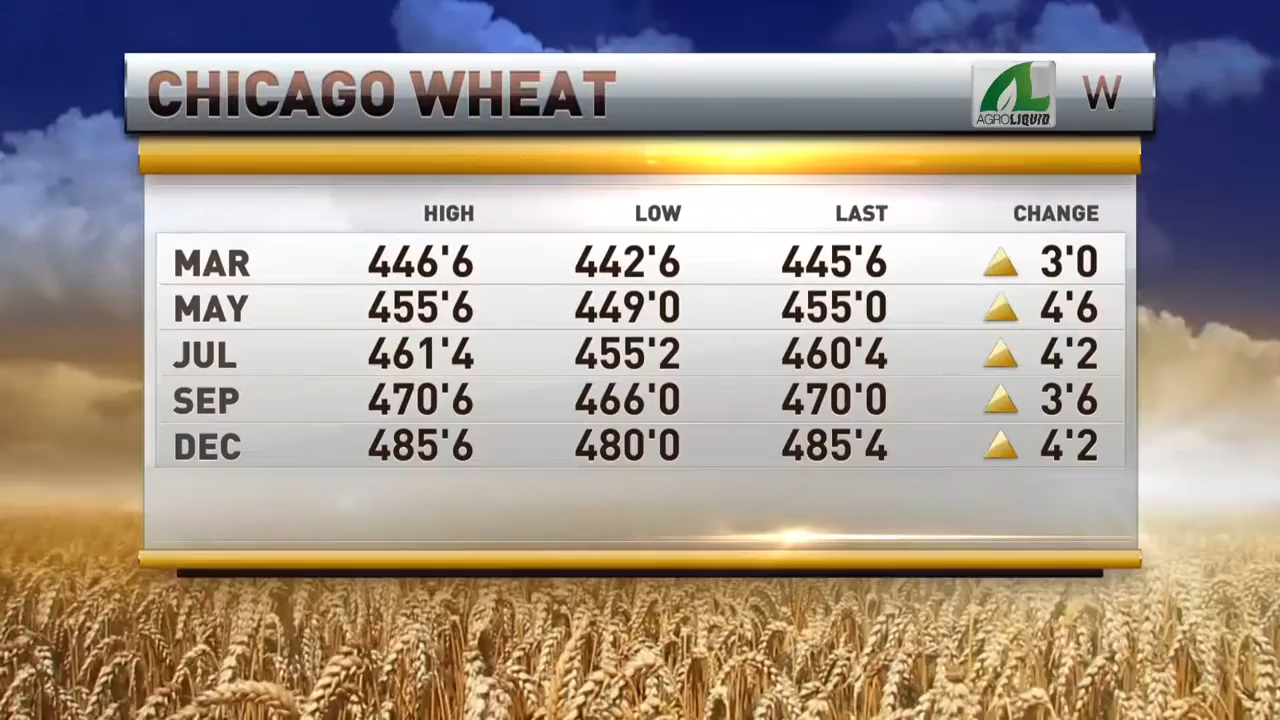 CHICAGO WHEAT
AGROLIQUID
W
HIGH LOW LAST CHANGE
MAR 446'6 442'6 445'6 3'0
MAY 455'6 449'0 455'0 4'6
JUL 461'4 455'2 460'4 4'2
SEP 470'6 466'0 470'0 3'6
DEC 485'6 480'0 485'4 4'2